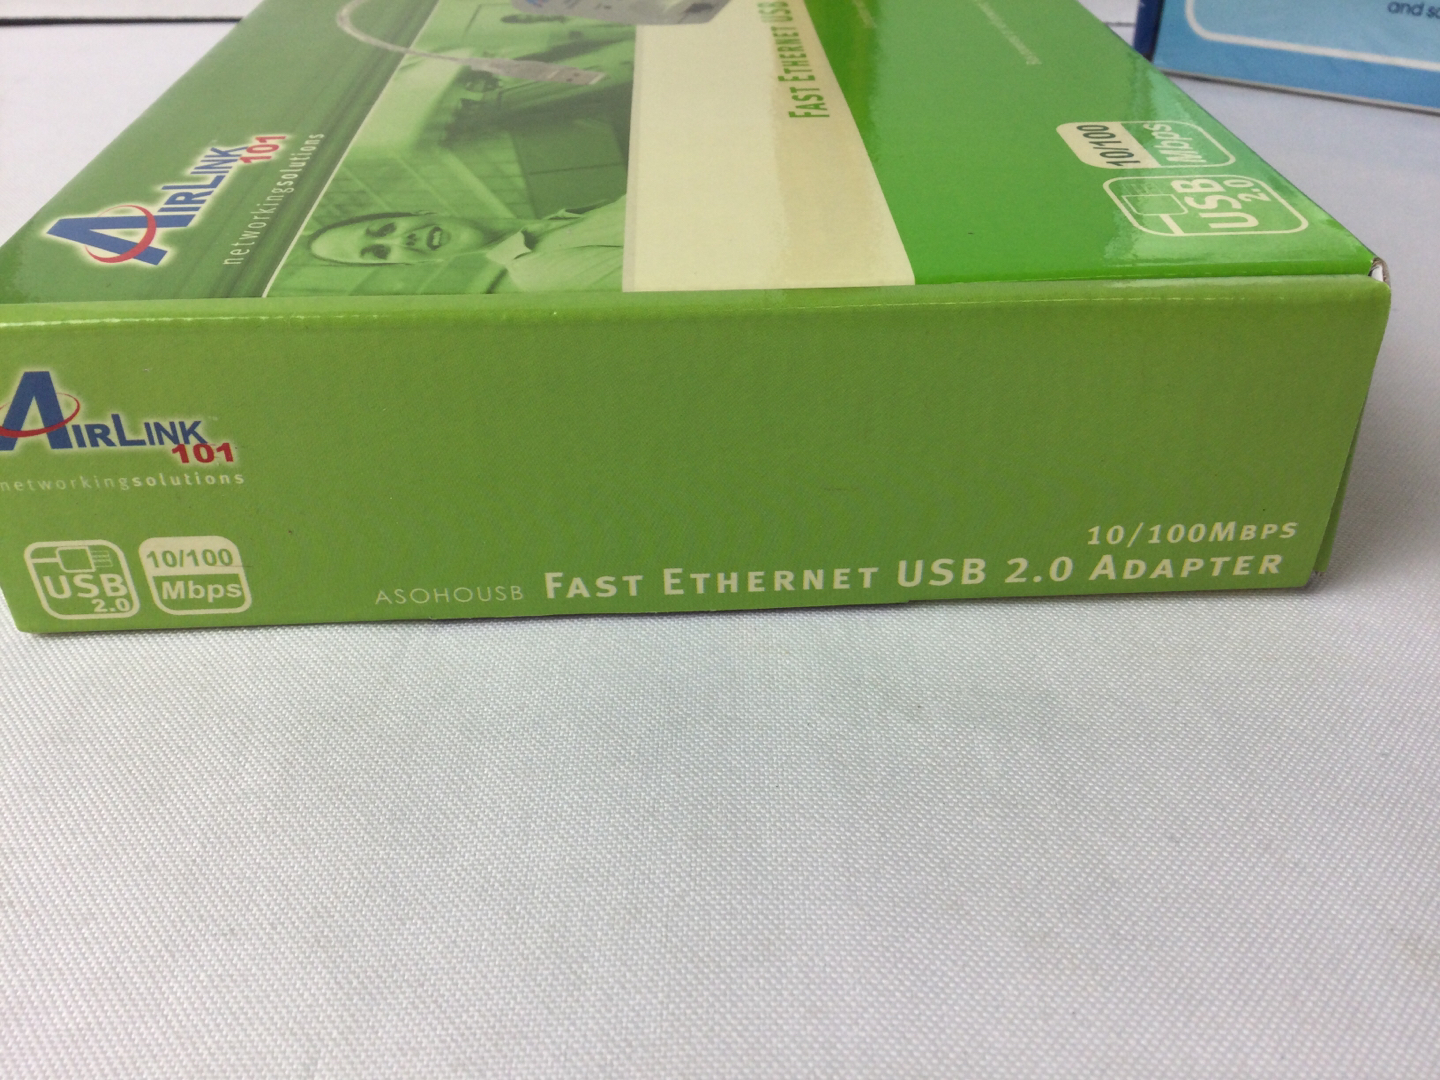 AIRLINK
101
networkingsolutions
FAST ETHERNET USB
10/100
Mbps
USB
2.0
and
AIRLINK
101
networkingsolutions
USB
2.0
10/100
Mbps
10/100MBPS
ASOHOUSB FAST ETHERNET USB 2.0 ADAPTER